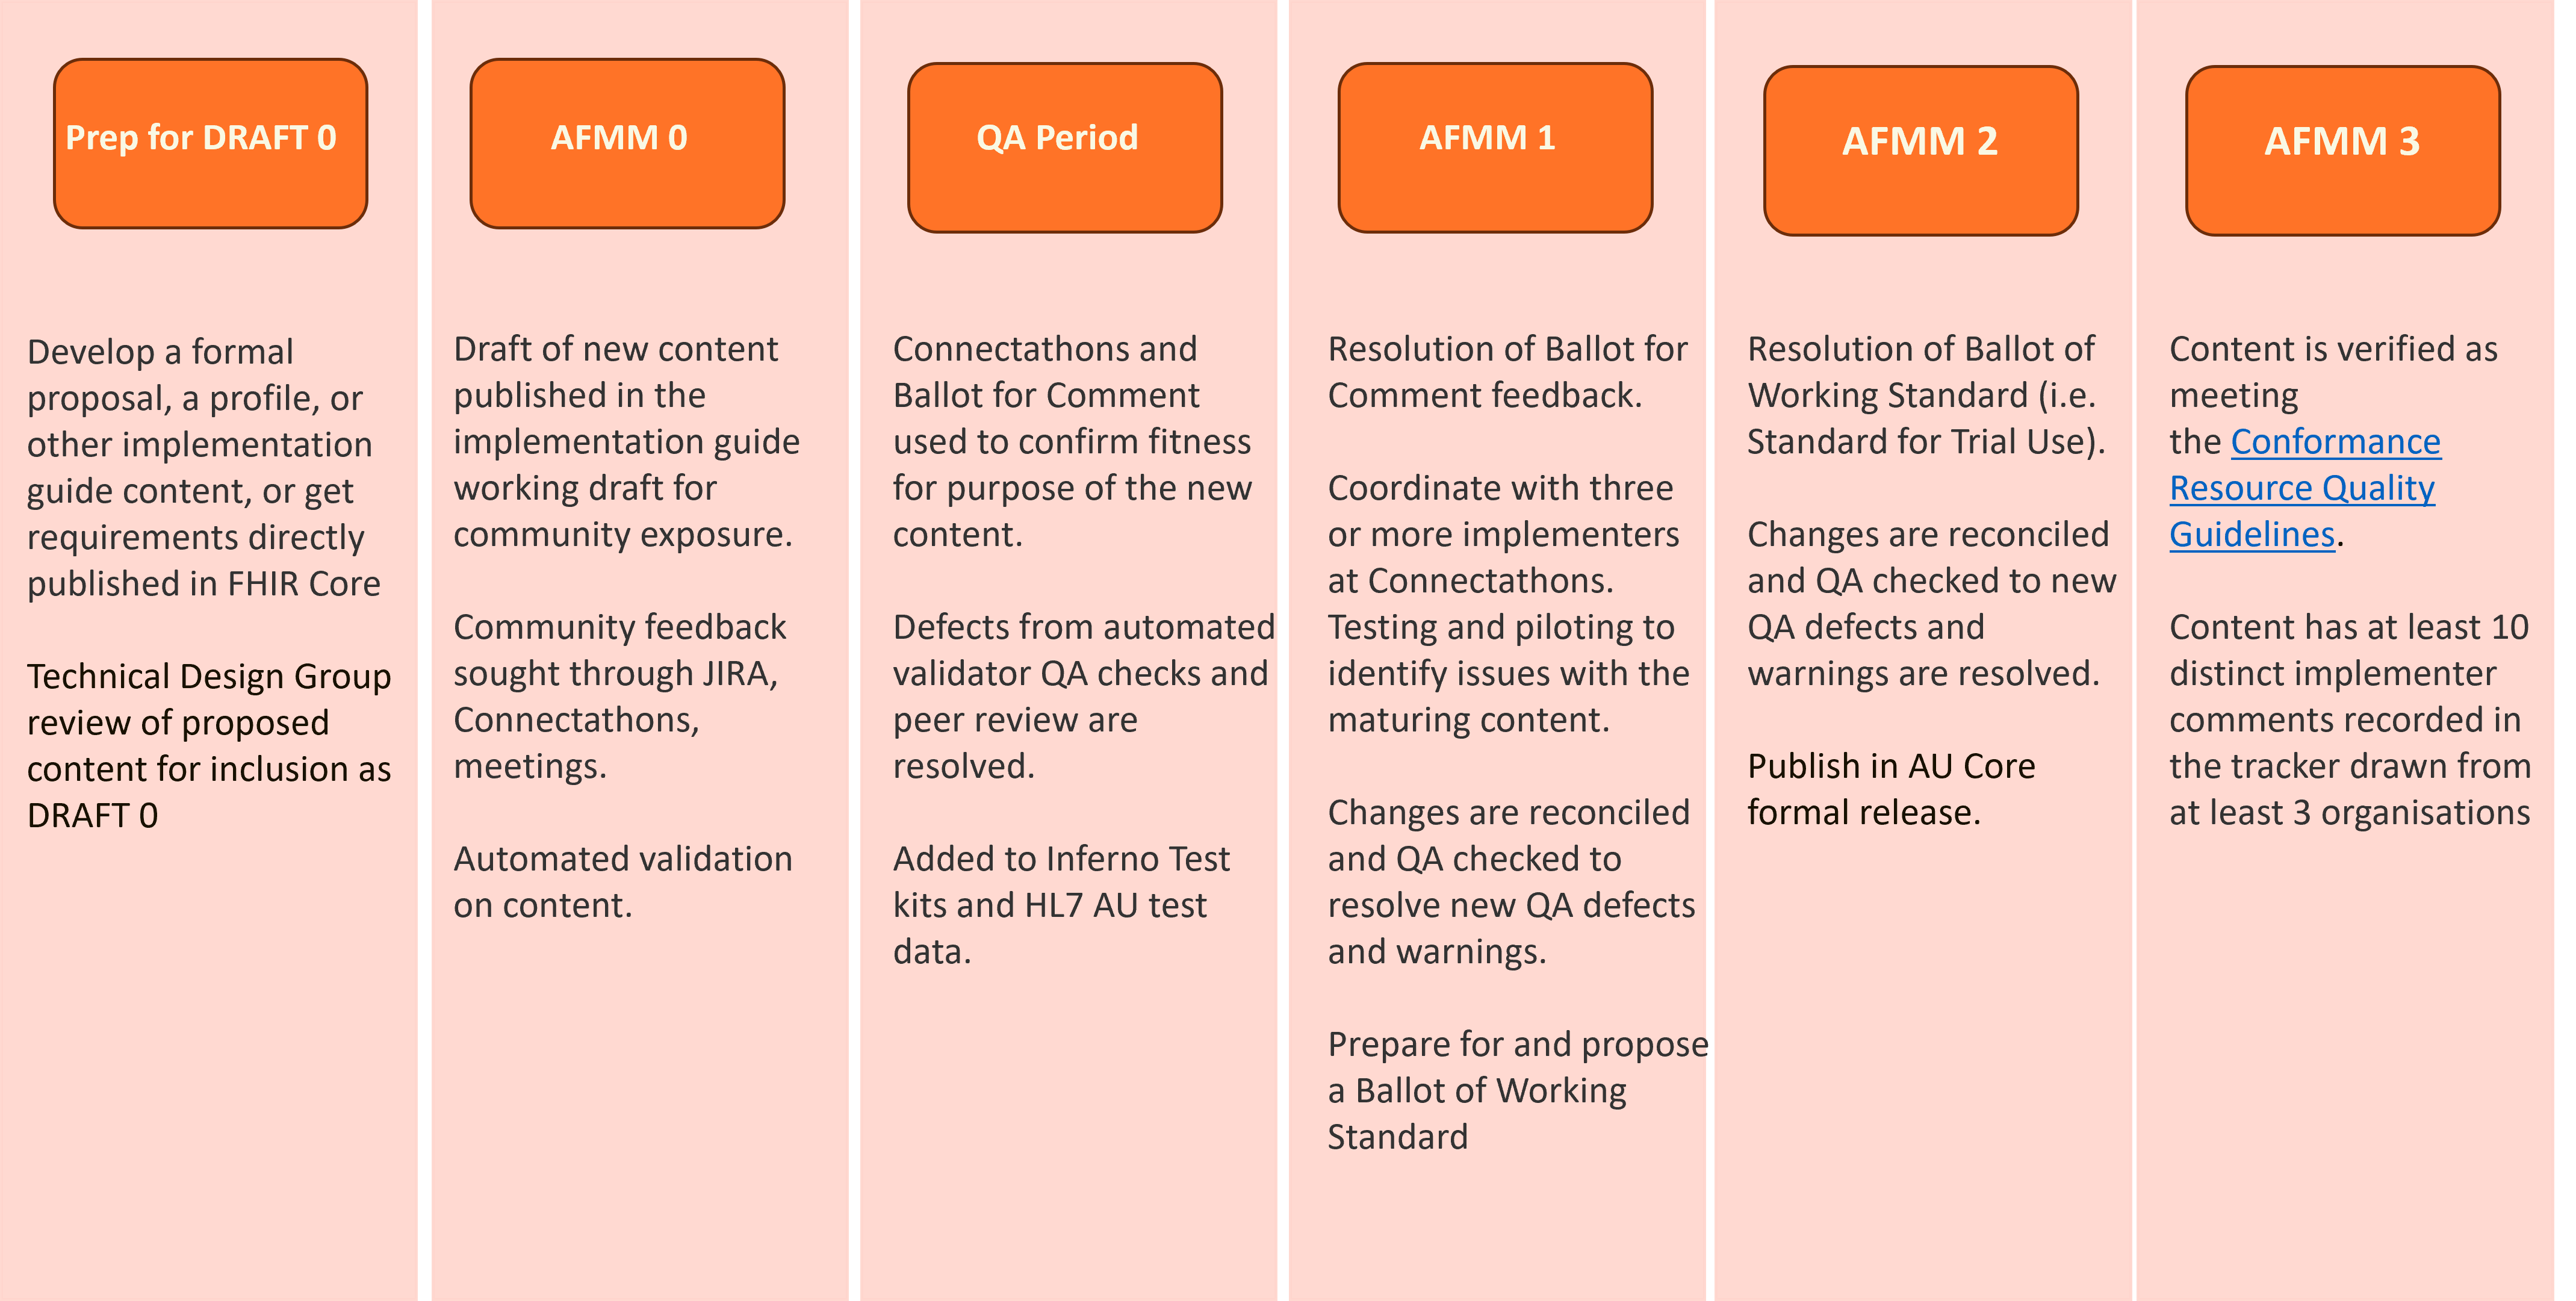 Prep for DRAFT 0
Develop a formal
proposal, a profile, or
other implementation
guide content, or get
requirements directly
published in FHIR Core
Technical Design Group
review of proposed
content for inclusion as
DRAFT 0
AFMM 0
Draft of new content
published in the
implementation guide
working draft for
community exposure.
Community feedback
sought through JIRA,
Connectathons,
meetings.
Automated validation
on content.
QA Period
Connectathons and
Ballot for Comment
used to confirm fitness
for purpose of the new
content.
Defects from automated
validator QA checks and
peer review are
resolved.
Added to Inferno Test
kits and HL7 AU test
data.
AFMM 1
Resolution of Ballot for
Comment feedback.
Coordinate with three
or more implementers
at Connectathons.
Testing and piloting to
identify issues with the
maturing content.
Changes are reconciled
and QA checked to
resolve new QA defects
and warnings.
Prepare for and propose
a Ballot of Working
Standard
AFMM 2
Resolution of Ballot of
Working Standard (i.e.
Standard for Trial Use).
Changes are reconciled
and QA checked to new
QA defects and
warnings are resolved.
Publish in AU Core
formal release.
AFMM 3
Content is verified as
meeting
the Conformance
Resource Quality
Guidelines.
Content has at least 10
distinct implementer
comments recorded in
the tracker drawn from
at least 3 organisations